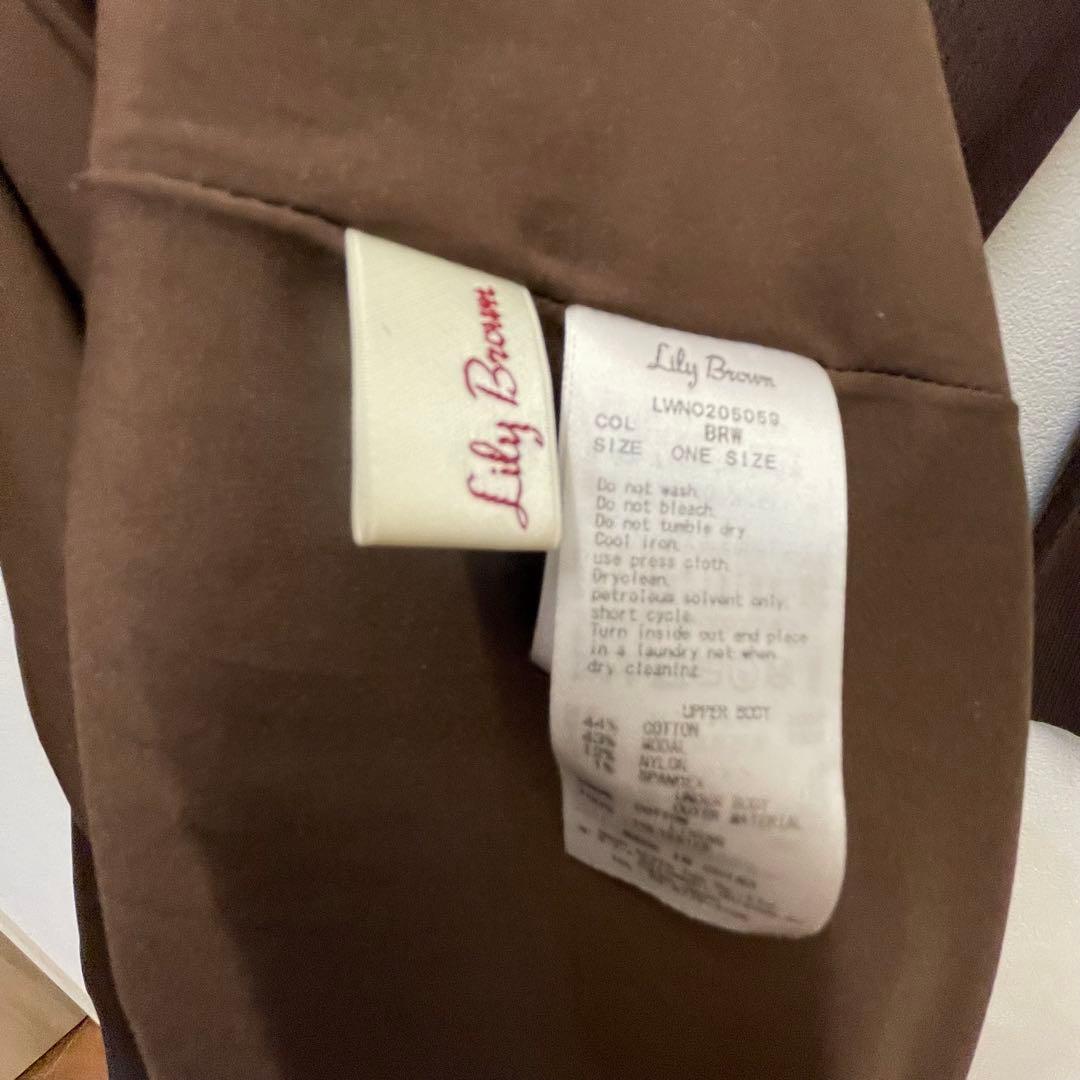 Lily Brown
Lily Brown
LWNO205059
COL BRW
SIZE ONE SIZE
Do not wash.
Do not bleach.
Do not tumble dry
Cool iron.
use press cloth.
Dryclean.
petroleum solvent only.
short cycle.
Turn inside out and place
in a laundry net when
dry cleaning
UPPER BODY
44% COTTON
43% MODAL
12% NYLON
1% SPANDEX
UNDER BODY
OUTER MATERIAL
COTTON
LINING